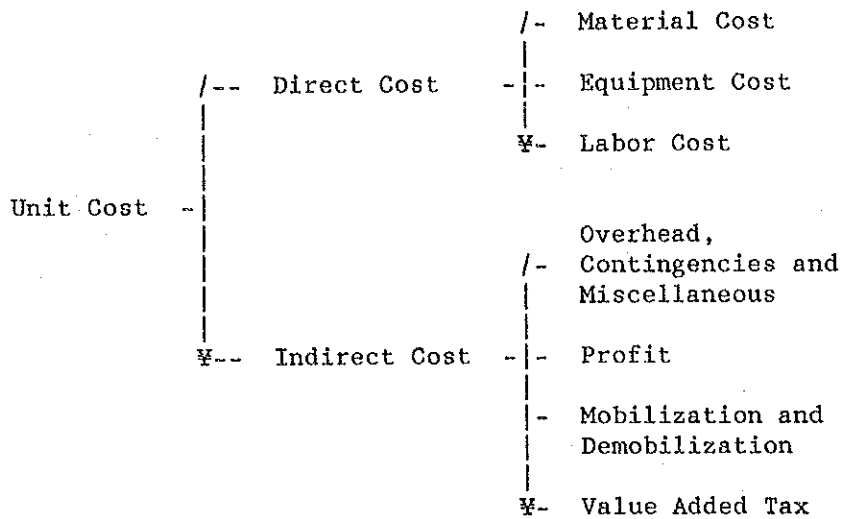 /- Material Cost
/-- Direct Cost -|- Equipment Cost
¥- Labor Cost
Unit Cost -
Overhead,
/- Contingencies and
Miscellaneous
¥-- Indirect Cost -|- Profit
|- Mobilization and
Demobilization
¥- Value Added Tax